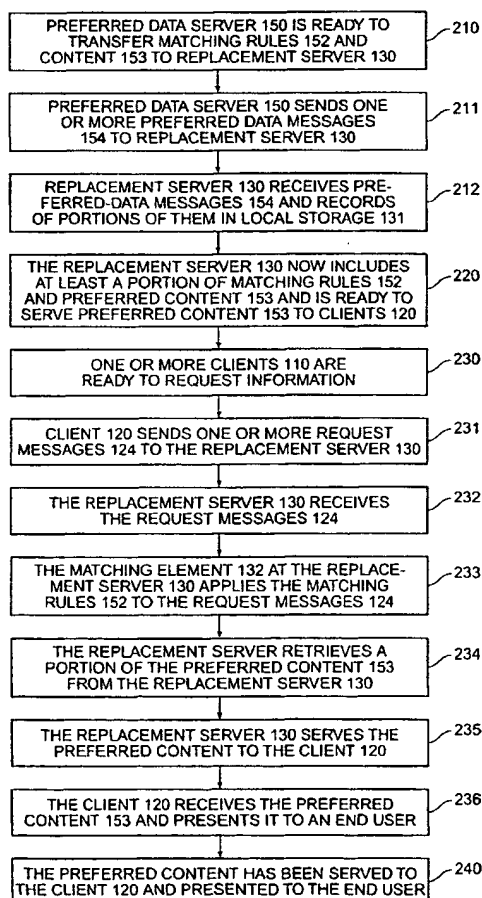 PREFERRED DATA SERVER 150 IS READY TO
TRANSFER MATCHING RULES 152 AND
CONTENT 153 TO REPLACEMENT SERVER 130
210
PREFERRED DATA SERVER 150 SENDS ONE
OR MORE PREFERRED DATA MESSAGES
154 TO REPLACEMENT SERVER 130
211
REPLACEMENT SERVER 130 RECEIVES PRE-
FERRED-DATA MESSAGES 154 AND RECORDS
OF PORTIONS OF THEM IN LOCAL STORAGE 131
212
THE REPLACEMENT SERVER 130 NOW INCLUDES
AT LEAST A PORTION OF MATCHING RULES 152
AND PREFERRED CONTENT 153 AND IS READY TO
SERVE PREFERRED CONTENT 153 TO CLIENTS 120
220
ONE OR MORE CLIENTS 110 ARE
READY TO REQUEST INFORMATION
230
CLIENT 120 SENDS ONE OR MORE REQUEST
MESSAGES 124 TO THE REPLACEMENT SERVER 130
231
THE REPLACEMENT SERVER 130 RECEIVES
THE REQUEST MESSAGES 124
232
THE MATCHING ELEMENT 132 AT THE REPLACE-
MENT SERVER 130 APPLIES THE MATCHING
RULES 152 TO THE REQUEST MESSAGES 124
233
THE REPLACEMENT SERVER RETRIEVES A
PORTION OF THE PREFERRED CONTENT 153
FROM THE REPLACEMENT SERVER 130
234
THE REPLACEMENT SERVER 130 SERVES THE
PREFERRED CONTENT TO THE CLIENT 120
235
THE CLIENT 120 RECEIVES THE PREFERRED
CONTENT 153 AND PRESENTS IT TO AN END USER
236
THE PREFERRED CONTENT HAS BEEN SERVED TO
THE CLIENT 120 AND PRESENTED TO THE END USER
240